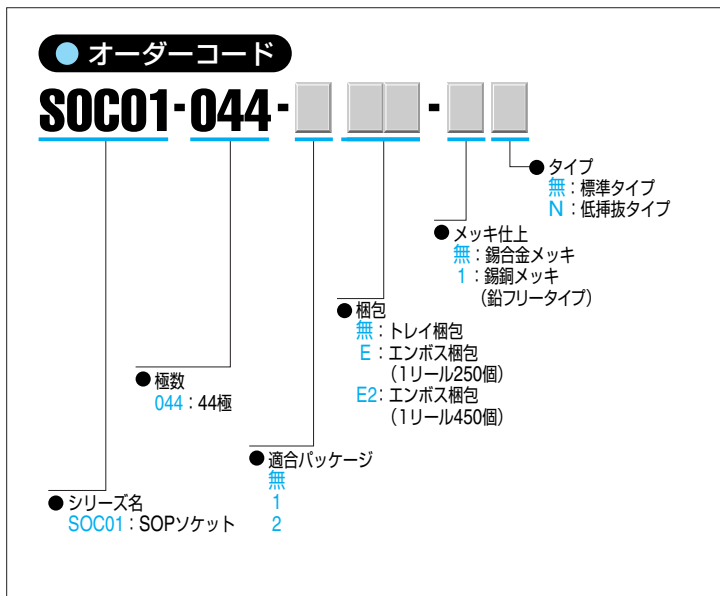 オーダーコード
SOC01-044- -
タイプ
無：標準タイプ
N：低挿抜タイプ
メッキ仕上
無：錫合金メッキ
1：錫銅メッキ
（鉛フリータイプ）
梱包
無：トレイ梱包
E：エンボス梱包
（1リール250個）
E2：エンボス梱包
（1リール450個）
極数
044：44極
適合パッケージ
無
1
2
シリーズ名
SOC01：SOPソケット